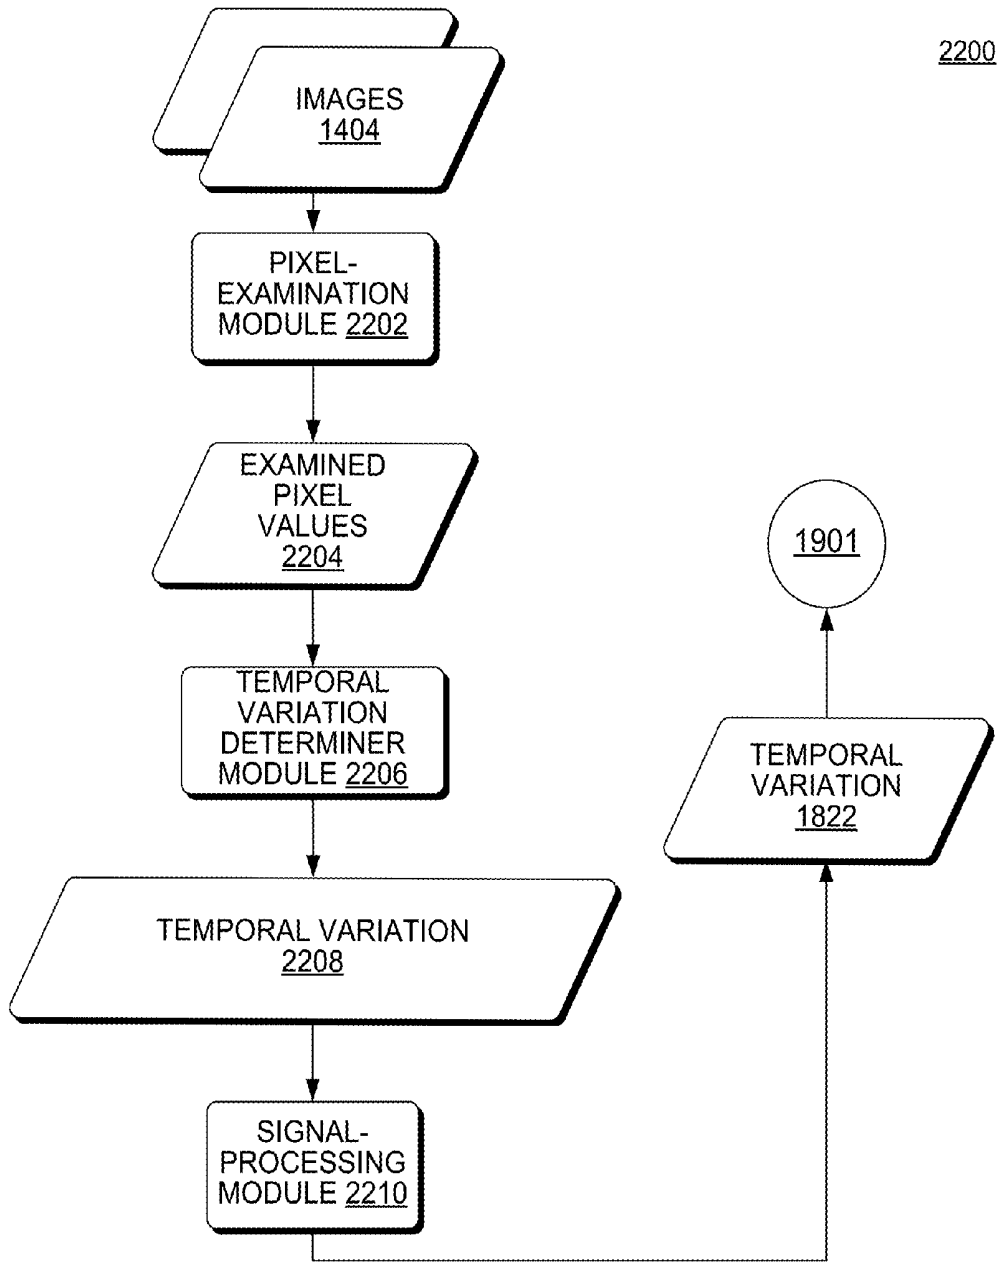 2200
IMAGES
1404
PIXEL-
EXAMINATION
MODULE 2202
EXAMINED
PIXEL
VALUES
2204
TEMPORAL
VARIATION
DETERMINER
MODULE 2206
TEMPORAL VARIATION
2208
SIGNAL-
PROCESSING
MODULE 2210
TEMPORAL
VARIATION
1822
1901